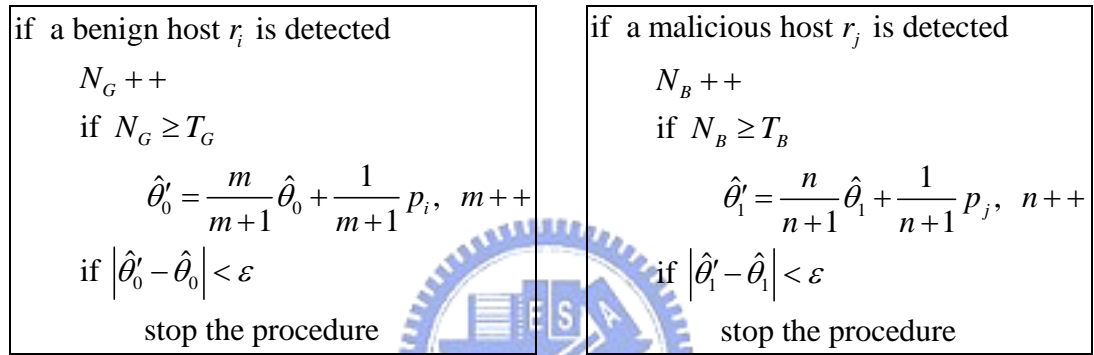 if a benign host r_i is detected
N_G ++
if N_G ≥ T_G
θ̂′_0 = m/(m+1) θ̂_0 + 1/(m+1) p_i, m++
if |θ̂′_0 − θ̂_0| < ε
stop the procedure
if a malicious host r_j is detected
N_B ++
if N_B ≥ T_B
θ̂′_1 = n/(n+1) θ̂_1 + 1/(n+1) p_j, n++
if |θ̂′_1 − θ̂_1| < ε
stop the procedure
E S